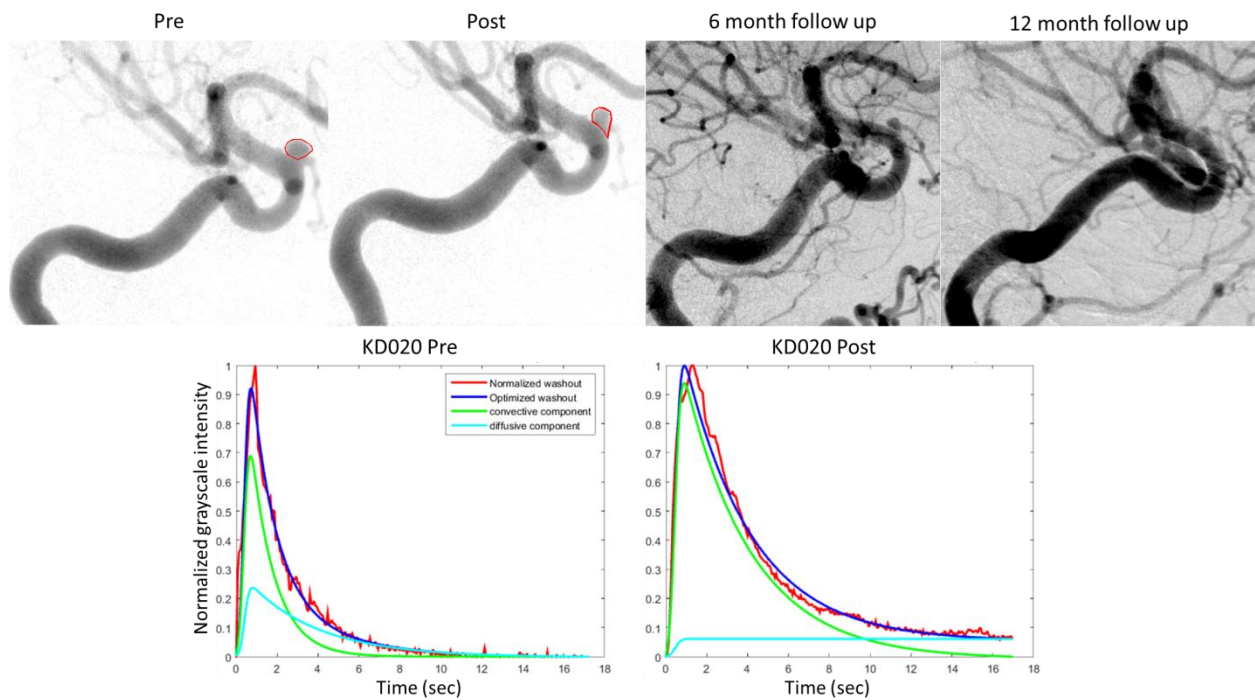 Pre
Post
6 month follow up
12 month follow up
KD020 Pre
KD020 Post
Normalized grayscale intensity
1
0.9
0.8
0.7
0.6
0.5
0.4
0.3
0.2
0.1
0
Normalized washout
Optimized washout
convective component
diffusive component
0 2 4 6 8 10 12 14 16 18
Time (sec)
1
0.9
0.8
0.7
0.6
0.5
0.4
0.3
0.2
0.1
0
0 2 4 6 8 10 12 14 16 18
Time (sec)